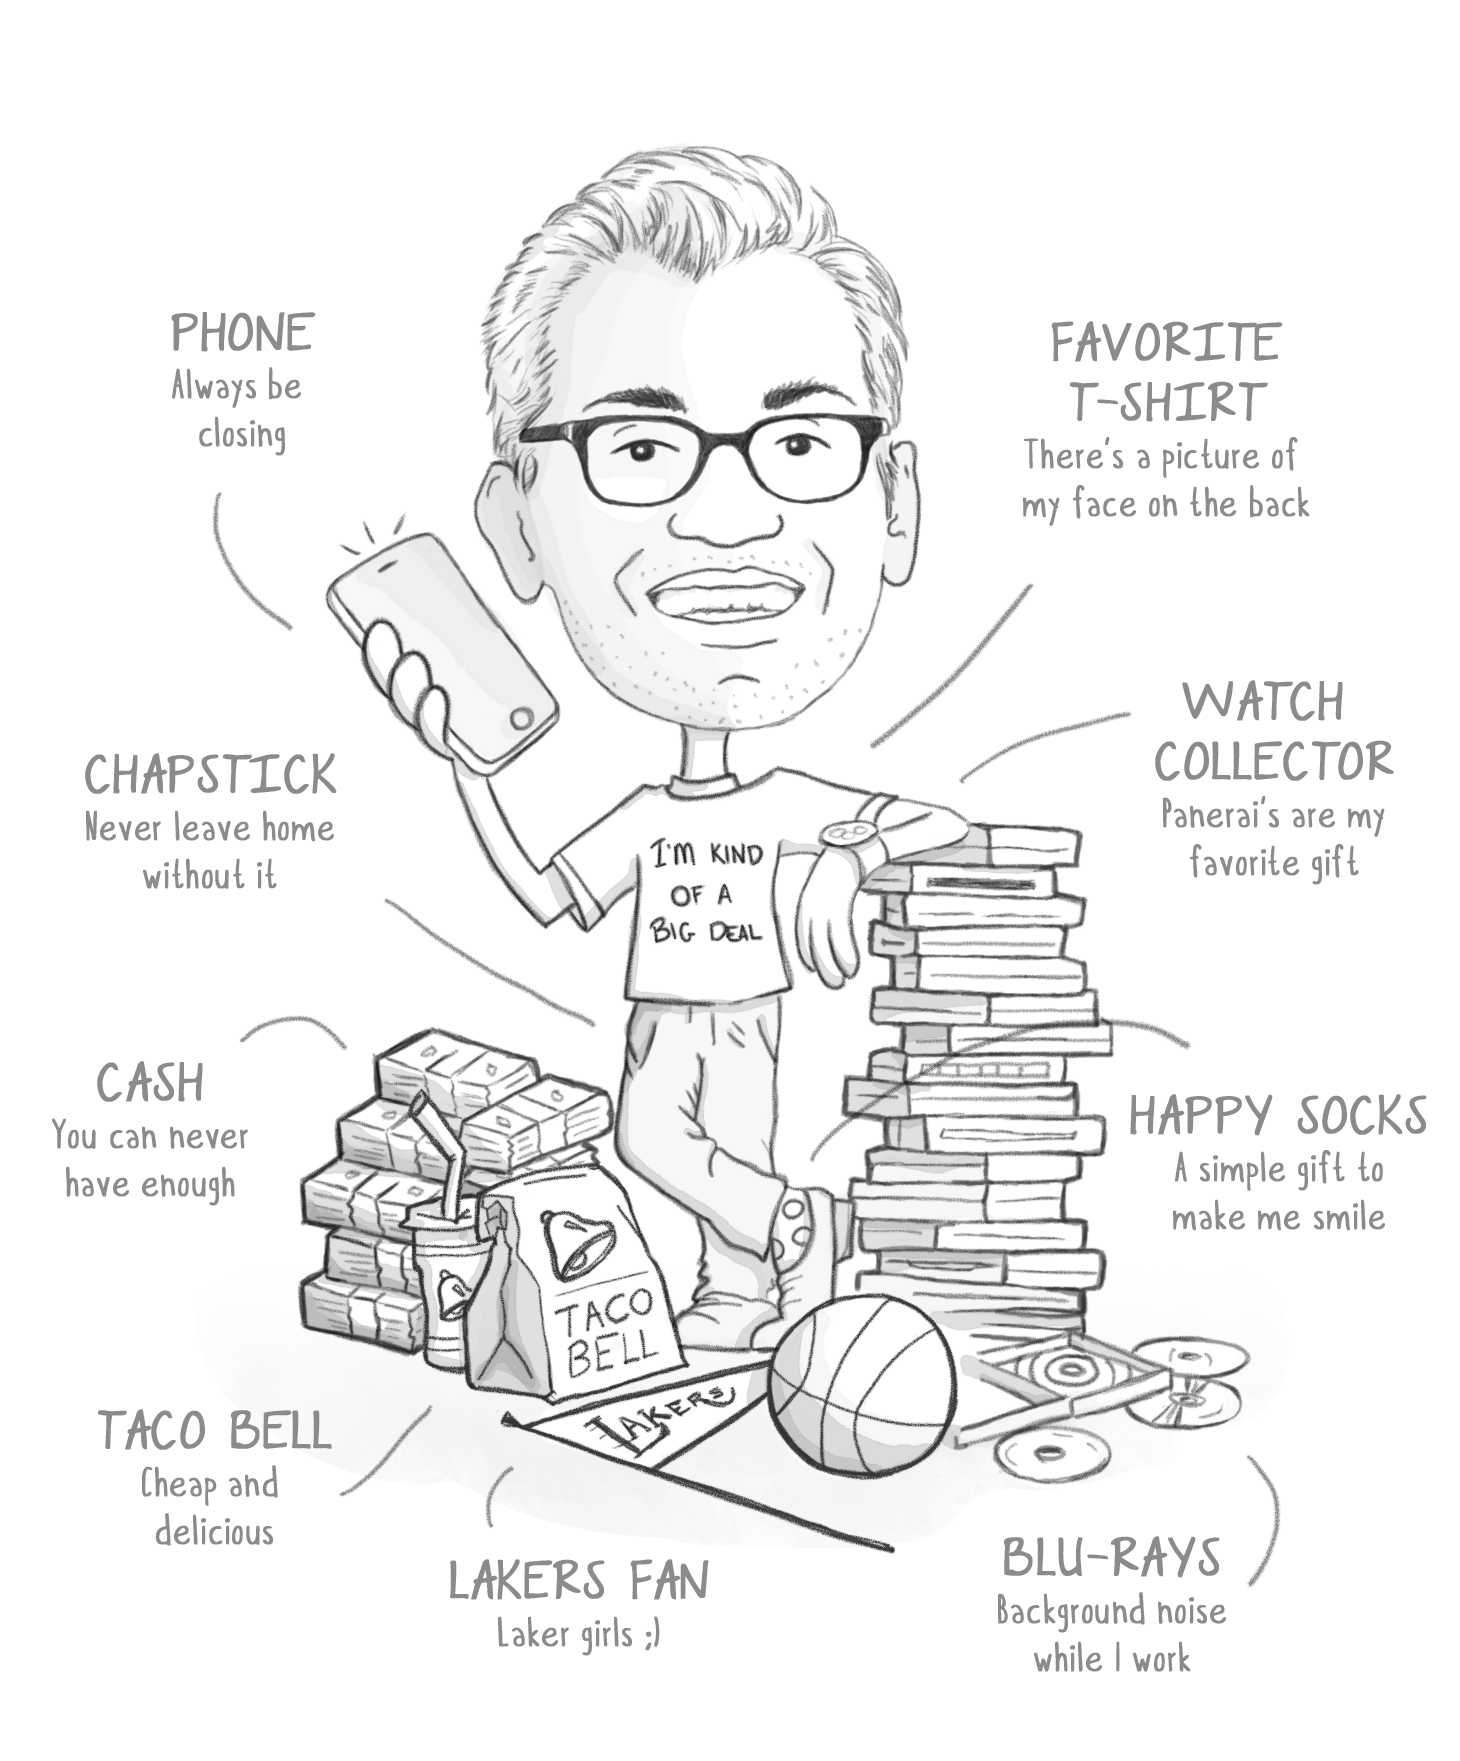 PHONE
Always be
closing
FAVORITE
T-SHIRT
There's a picture of
my face on the back
WATCH
COLLECTOR
Panerai's are my
favorite gift
CHAPSTICK
Never leave home
without it
I'M KIND
OF A
BIG DEAL
CASH
You can never
have enough
HAPPY SOCKS
A simple gift to
make me smile
TACO
BELL
LAKERS
TACO BELL
Cheap and
delicious
LAKERS FAN
Laker girls ;)
BLU-RAYS
Background noise
while I work